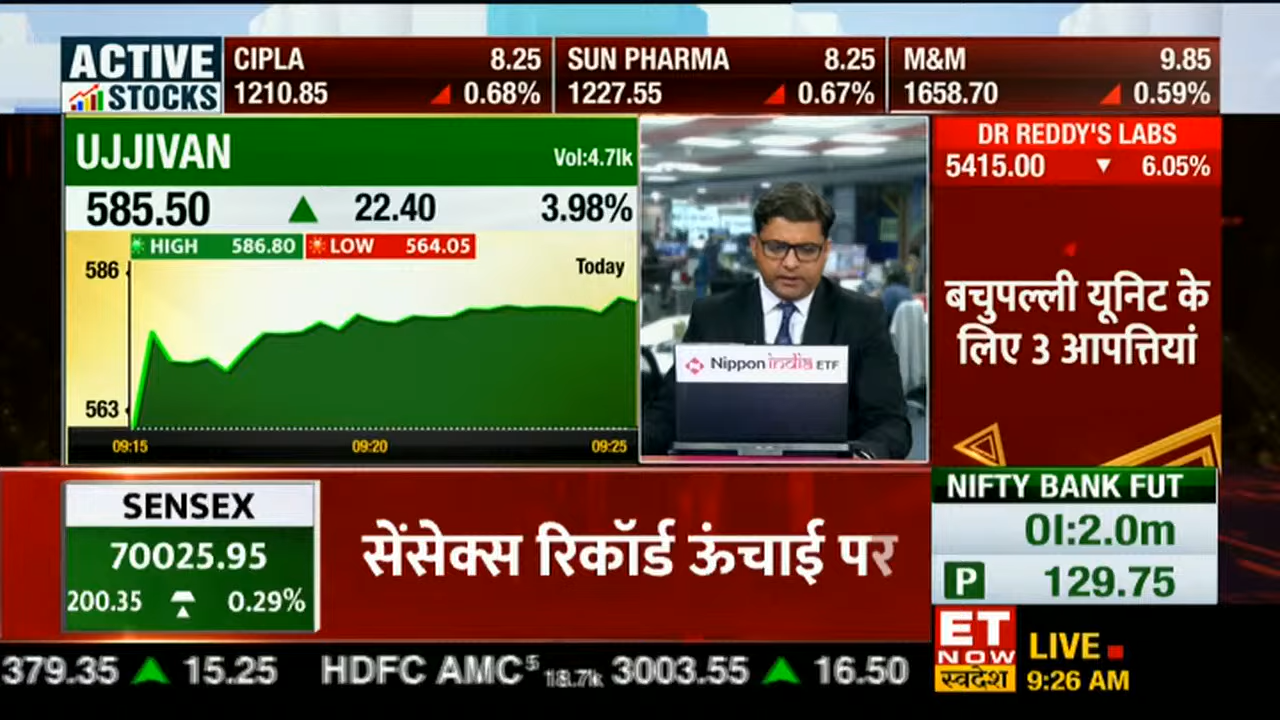 ACTIVE
STOCKS
CIPLA 8.25
1210.85 0.68%
SUN PHARMA 8.25
1227.55 0.67%
M&M 9.85
1658.70 0.59%
UJJIVAN Vol:4.71k
585.50 ▲ 22.40 3.98%
HIGH 586.80 LOW 564.05
Today
586
563
09:15 09:20 09:25
Nippon india ETF
DR REDDY'S LABS
5415.00 ▼ 6.05%
बचुपल्ली यूनिट के
लिए 3 आपत्तियां
SENSEX
70025.95
200.35 0.29%
सेंसेक्स रिकॉर्ड ऊंचाई पर
NIFTY BANK FUT
OI:2.0m
P 129.75
379.35 ▲ 15.25 HDFC AMC S 18.71k 3003.55 ▲ 16.50
ET
NOW
स्वदेश
LIVE
9:26 AM